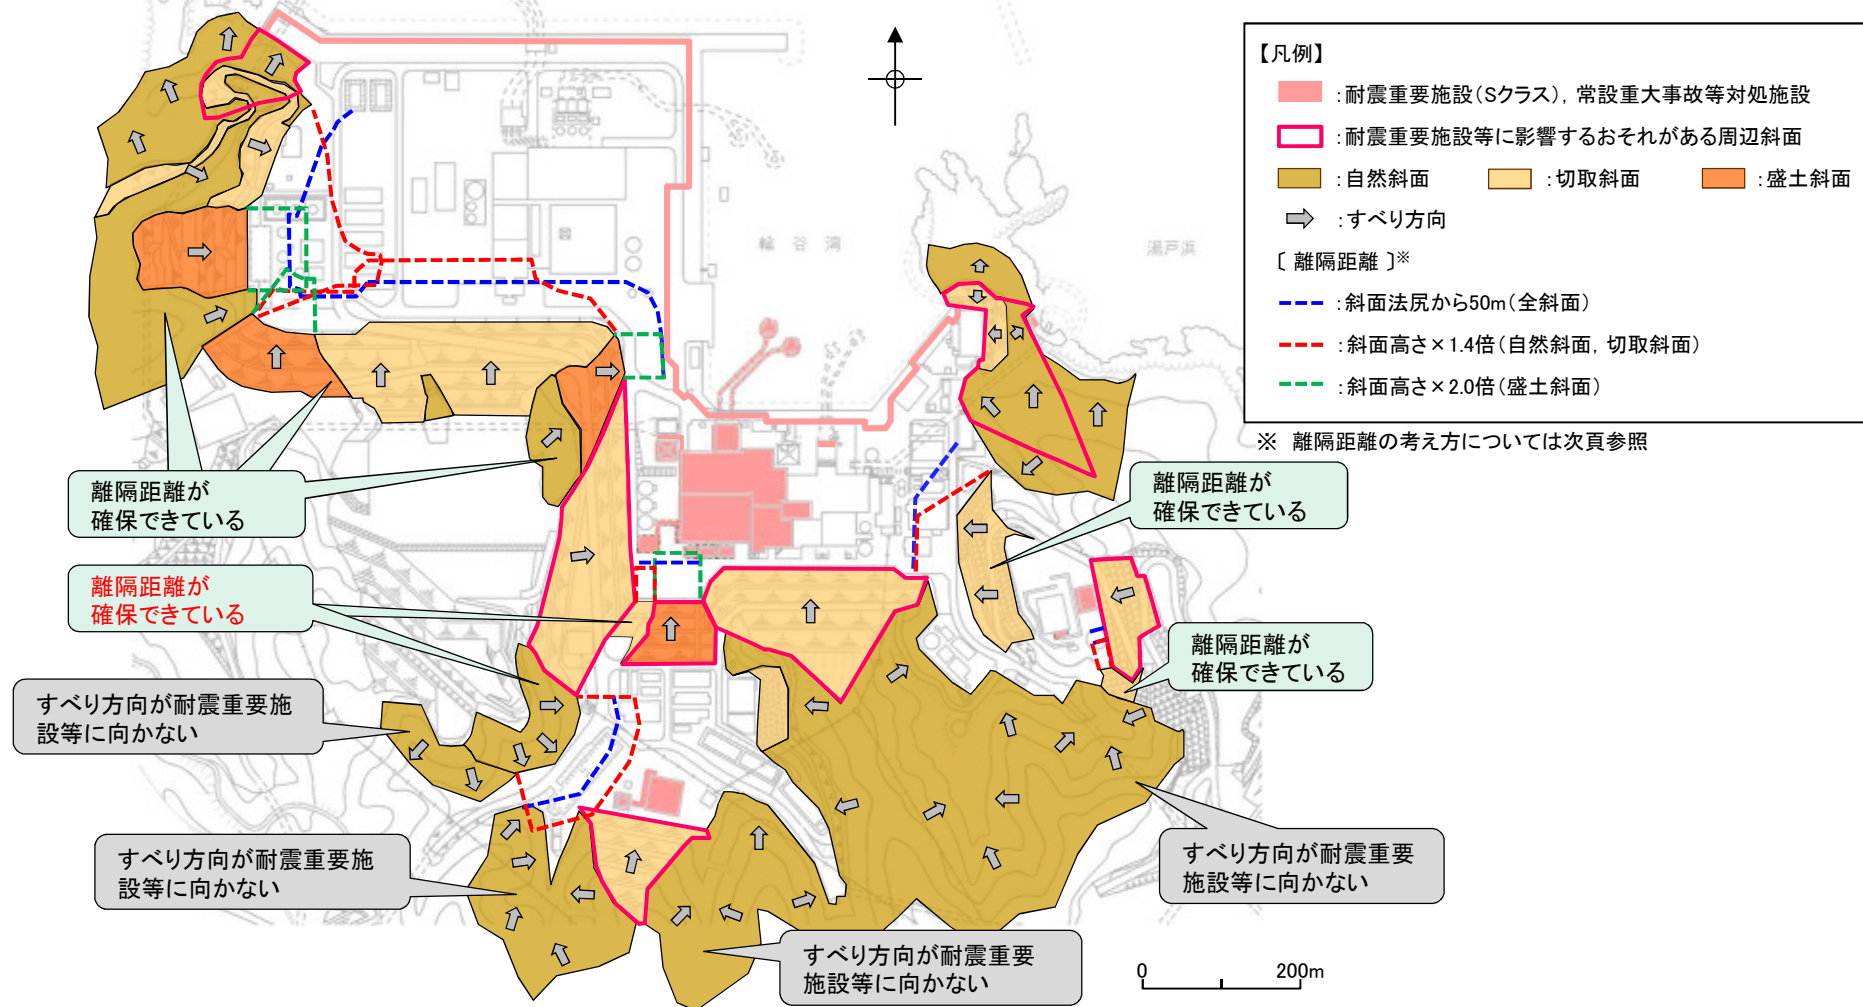 【凡例】
：耐震重要施設（Sクラス），常設重大事故等対処施設
：耐震重要施設等に影響するおそれがある周辺斜面
：自然斜面
：切取斜面
：盛土斜面
：すべり方向
〔 離隔距離 〕※
：斜面法尻から50m（全斜面）
：斜面高さ×1.4倍（自然斜面，切取斜面）
：斜面高さ×2.0倍（盛土斜面）
※ 離隔距離の考え方については次頁参照
輪谷湾
湯戸浜
離隔距離が
確保できている
離隔距離が
確保できている
離隔距離が
確保できている
離隔距離が
確保できている
すべり方向が耐震重要施
設等に向かない
すべり方向が耐震重要施
設等に向かない
すべり方向が耐震重要
施設等に向かない
すべり方向が耐震重要
施設等に向かない
0 200m